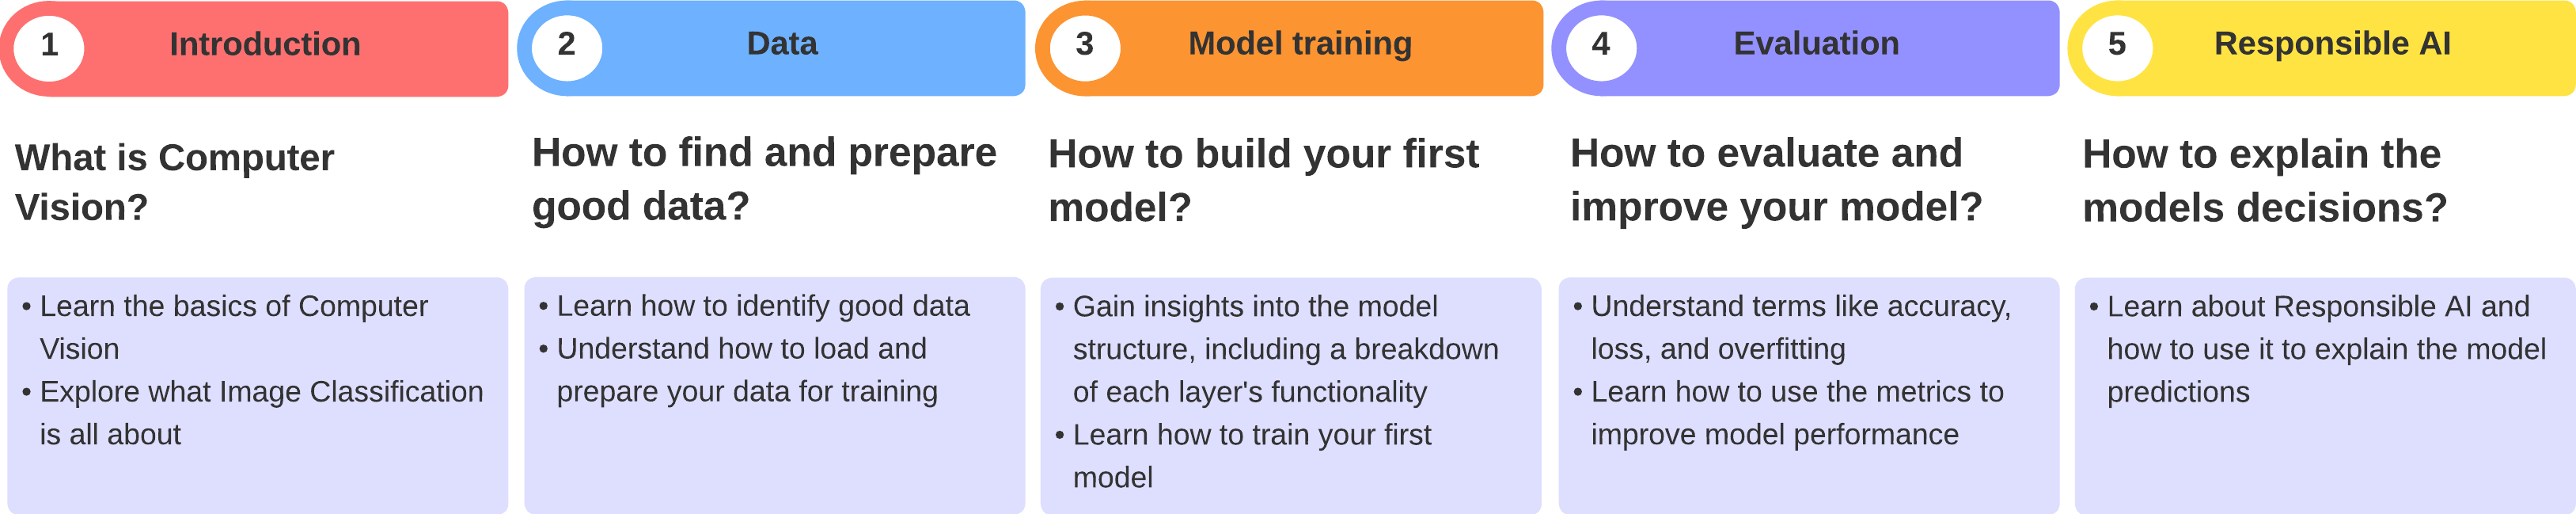 1
Introduction
What is Computer
Vision?
• Learn the basics of Computer
Vision
• Explore what Image Classification
is all about
2
Data
How to find and prepare
good data?
• Learn how to identify good data
• Understand how to load and
prepare your data for training
3
Model training
How to build your first
model?
• Gain insights into the model
structure, including a breakdown
of each layer's functionality
• Learn how to train your first
model
4
Evaluation
How to evaluate and
improve your model?
• Understand terms like accuracy,
loss, and overfitting
• Learn how to use the metrics to
improve model performance
5
Responsible AI
How to explain the
models decisions?
• Learn about Responsible AI and
how to use it to explain the model
predictions